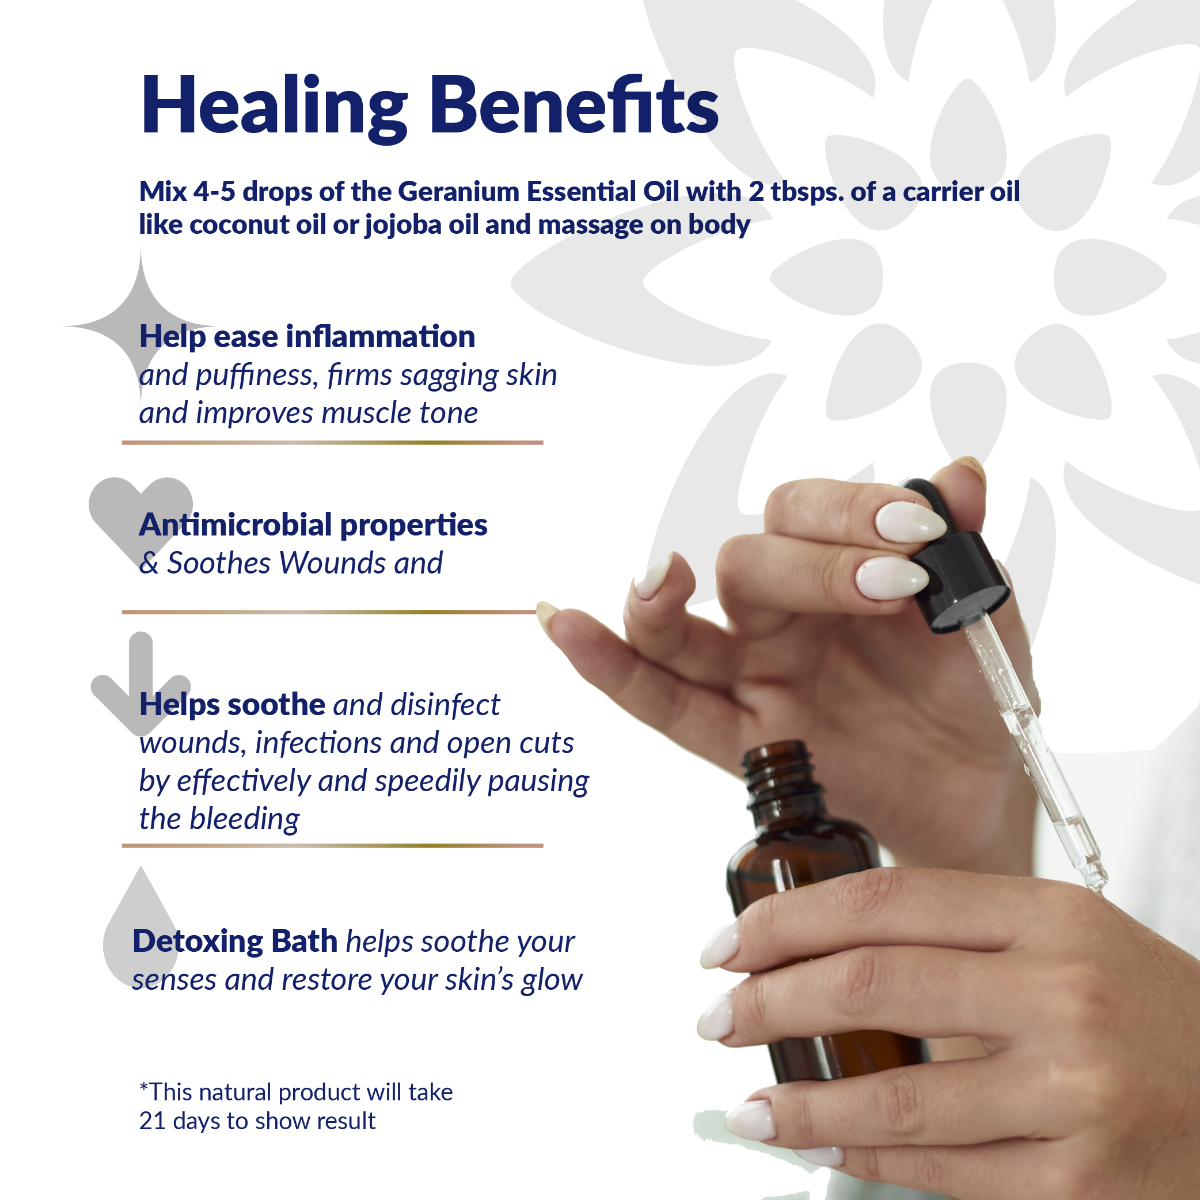 Healing Benefits
Mix 4-5 drops of the Geranium Essential Oil with 2 tbsps. of a carrier oil
like coconut oil or jojoba oil and massage on body
Help ease inflammation
and puffiness, firms sagging skin
and improves muscle tone
Antimicrobial properties
& Soothes Wounds and
Helps soothe and disinfect
wounds, infections and open cuts
by effectively and speedily pausing
the bleeding
Detoxing Bath helps soothe your
senses and restore your skin’s glow
*This natural product will take
21 days to show result